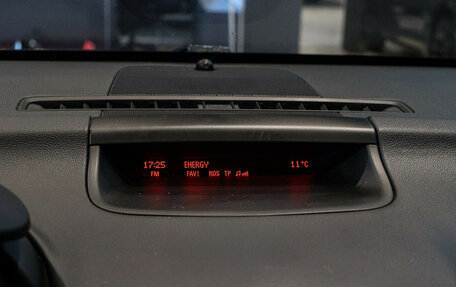 17:25 ENERGY 11°C
FM FAV1 RDS TP